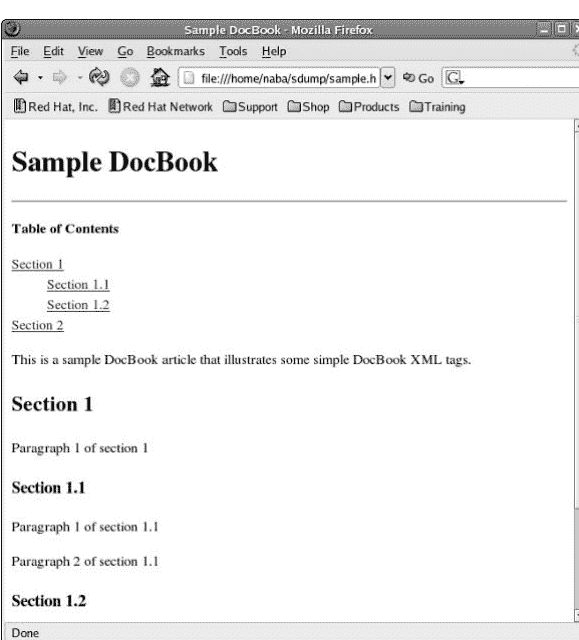 Sample DocBook - Mozilla Firefox
File Edit View Go Bookmarks Tools Help
file:///home/naba/sdump/sample.h Go G
Red Hat, Inc. Red Hat Network Support Shop Products Training
Sample DocBook
Table of Contents
Section 1
Section 1.1
Section 1.2
Section 2
This is a sample DocBook article that illustrates some simple DocBook XML tags.
Section 1
Paragraph 1 of section 1
Section 1.1
Paragraph 1 of section 1.1
Paragraph 2 of section 1.1
Section 1.2
Done